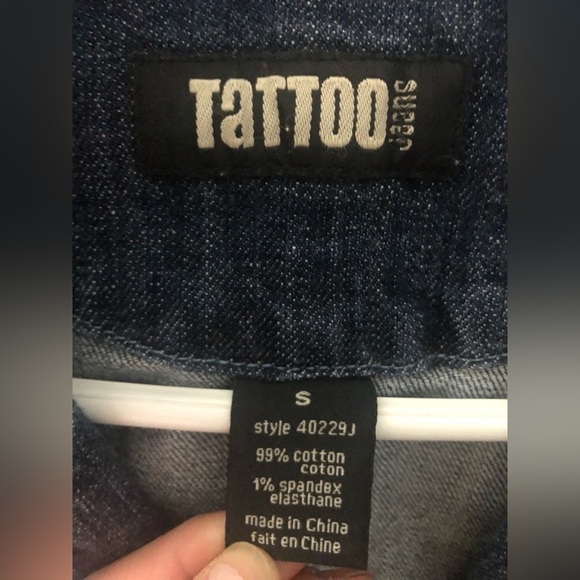 TaTTOO jeans
S
style 40229J
99% cotton
coton
1% spandex
elasthane
made in China
fait en Chine